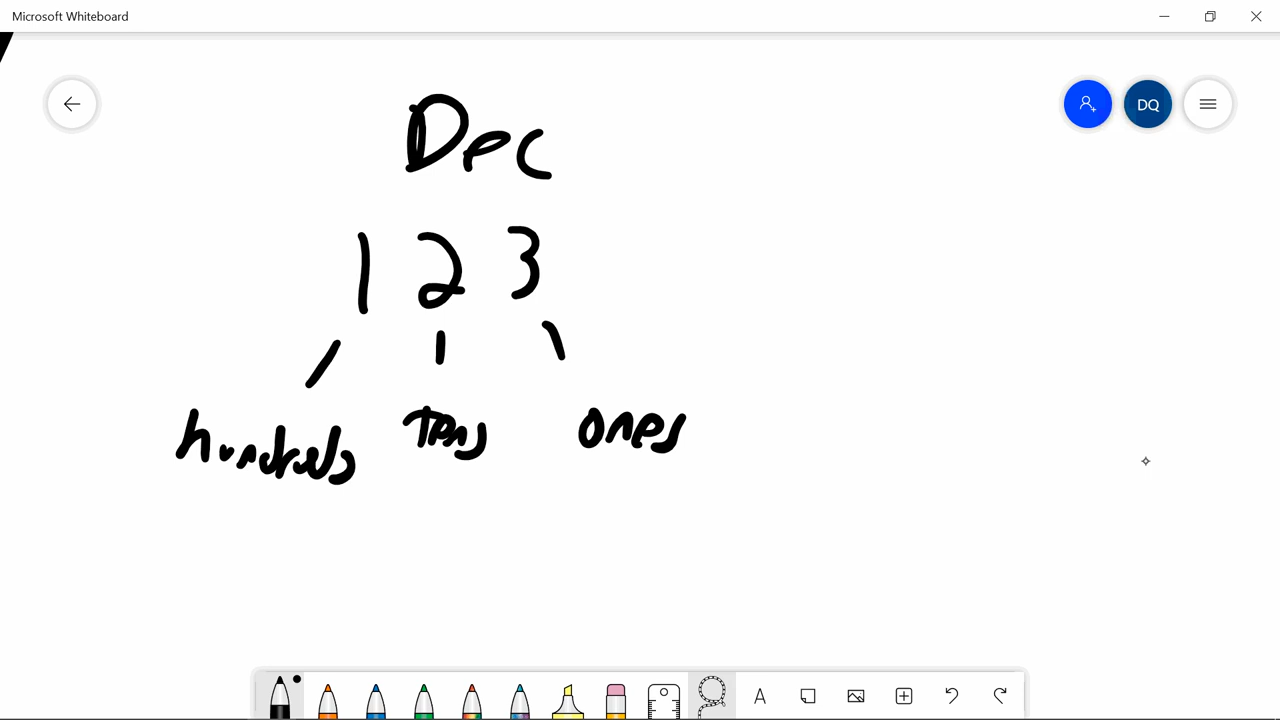 Microsoft Whiteboard
DQ
Dec
1 2 3
hundreds tens ones
A